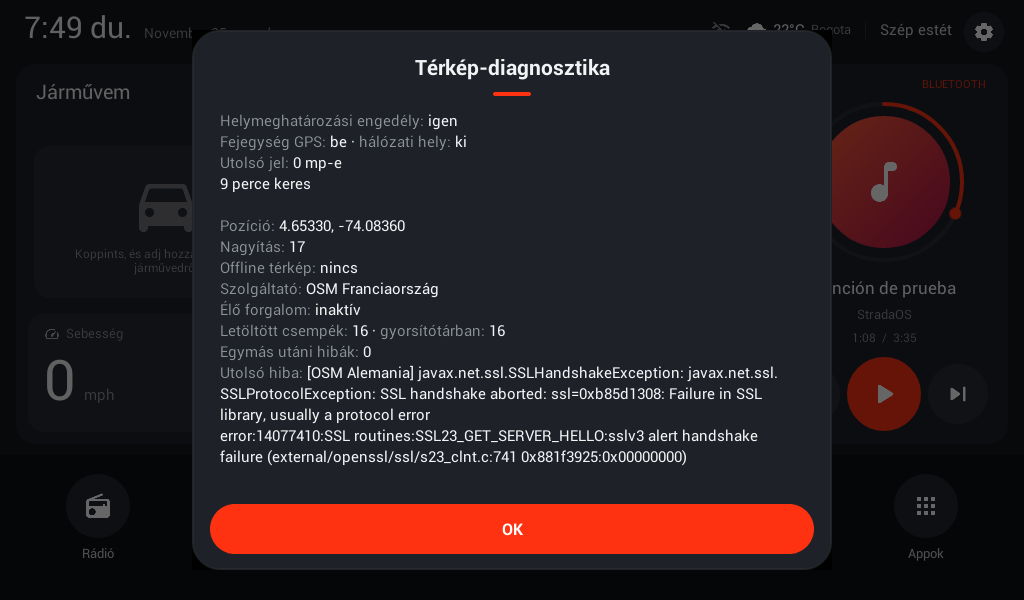 7:49 du.
22°C
Szép estét
Térkép-diagnosztika
Járművem
BLUETOOTH
Helymeghatározási engedély: igen
Fejegység GPS: be · hálózati hely: ki
Utolsó jel: 0 mp-e
9 perce keres
Pozíció: 4.65330, -74.08360
Nagyítás: 17
Offline térkép: nincs
Szolgáltató: OSM Franciaország
Élő forgalom: inaktív
Letöltött csempék: 16 · gyorsítótárban: 16
Egymás utáni hibák: 0
Utolsó hiba: [OSM Alemania] javax.net.ssl.SSLHandshakeException: javax.net.ssl.
SSLProtocolException: SSL handshake aborted: ssl=0xb85d1308: Failure in SSL
library, usually a protocol error
error:14077410:SSL routines:SSL23_GET_SERVER_HELLO:sslv3 alert handshake
failure (external/openssl/ssl/s23_clnt.c:741 0x881f3925:0x00000000)
OK
Koppints, és adj
Sebesség
0 mph
de prueba
StradaOS
1:08 / 3:35
Rádió
Appok